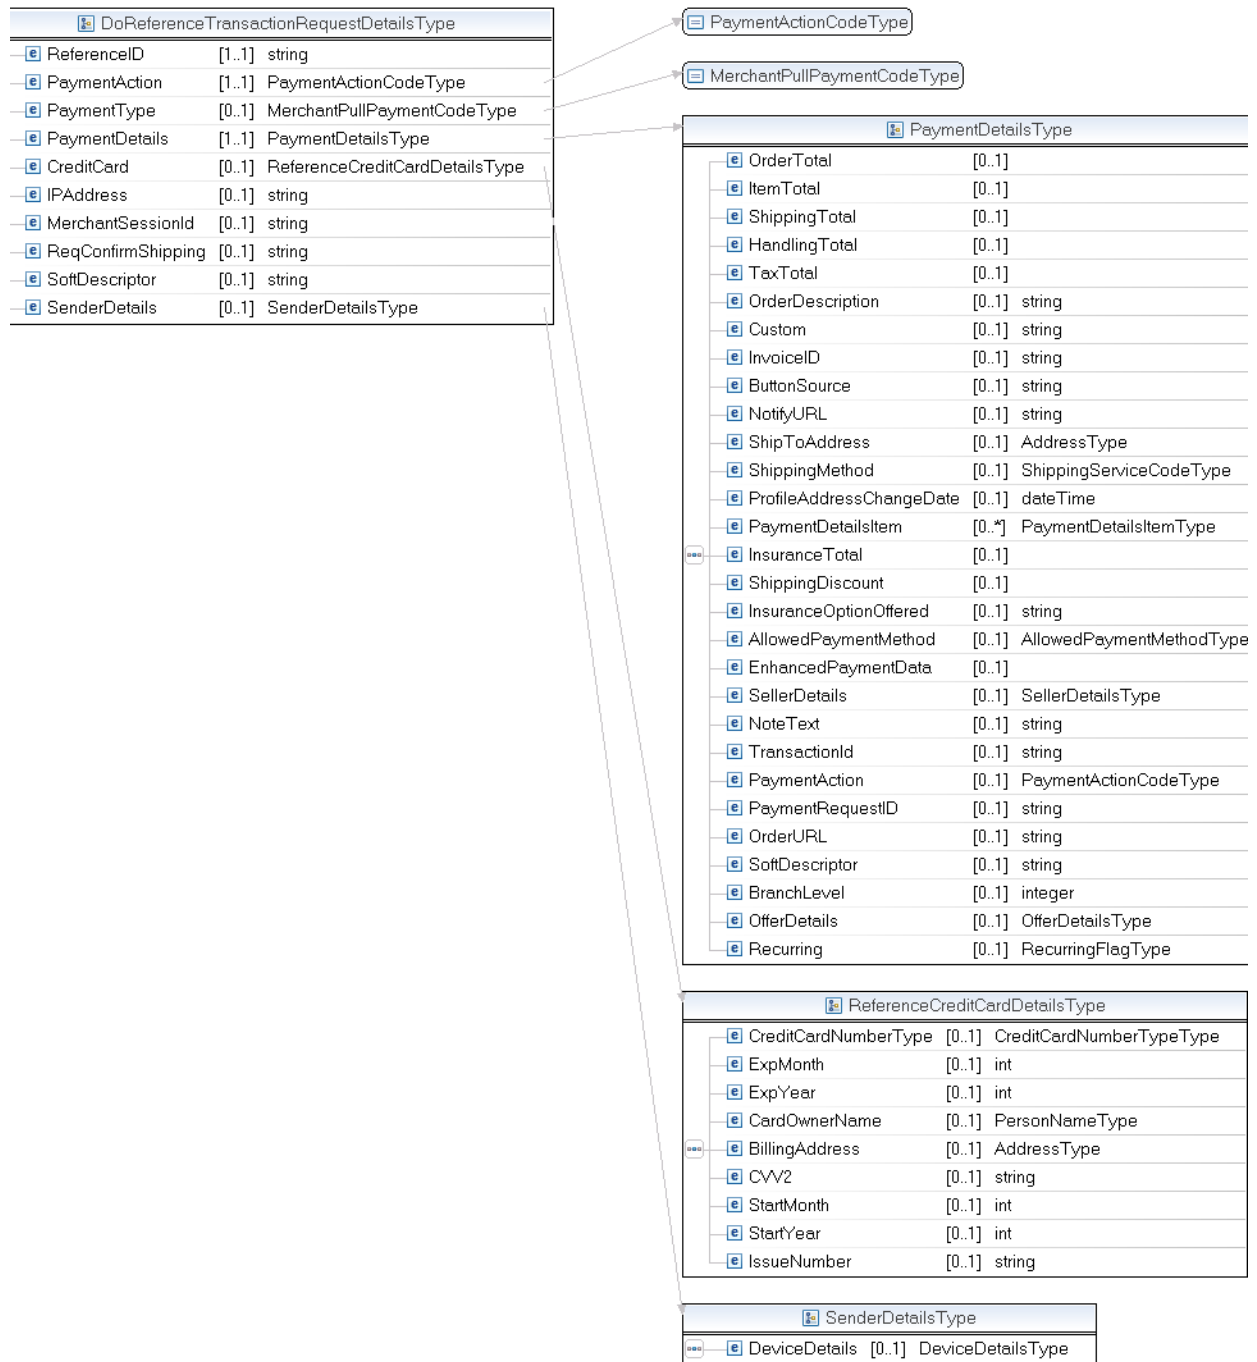 DoReferenceTransactionRequestDetailsType
ReferenceID [1..1] string
PaymentAction [1..1] PaymentActionCodeType
PaymentType [0..1] MerchantPullPaymentCodeType
PaymentDetails [1..1] PaymentDetailsType
CreditCard [0..1] ReferenceCreditCardDetailsType
IPAddress [0..1] string
MerchantSessionId [0..1] string
ReqConfirmShipping [0..1] string
SoftDescriptor [0..1] string
SenderDetails [0..1] SenderDetailsType
PaymentActionCodeType
MerchantPullPaymentCodeType
PaymentDetailsType
OrderTotal [0..1]
ItemTotal [0..1]
ShippingTotal [0..1]
HandlingTotal [0..1]
TaxTotal [0..1]
OrderDescription [0..1] string
Custom [0..1] string
InvoiceID [0..1] string
ButtonSource [0..1] string
NotifyURL [0..1] string
ShipToAddress [0..1] AddressType
ShippingMethod [0..1] ShippingServiceCodeType
ProfileAddressChangeDate [0..1] dateTime
PaymentDetailsItem [0..*] PaymentDetailsItemType
InsuranceTotal [0..1]
ShippingDiscount [0..1]
InsuranceOptionOffered [0..1] string
AllowedPaymentMethod [0..1] AllowedPaymentMethodType
EnhancedPaymentData [0..1]
SellerDetails [0..1] SellerDetailsType
NoteText [0..1] string
TransactionId [0..1] string
PaymentAction [0..1] PaymentActionCodeType
PaymentRequestID [0..1] string
OrderURL [0..1] string
SoftDescriptor [0..1] string
BranchLevel [0..1] integer
OfferDetails [0..1] OfferDetailsType
Recurring [0..1] RecurringFlagType
ReferenceCreditCardDetailsType
CreditCardNumberType [0..1] CreditCardNumberTypeType
ExpMonth [0..1] int
ExpYear [0..1] int
CardOwnerName [0..1] PersonNameType
BillingAddress [0..1] AddressType
CVV2 [0..1] string
StartMonth [0..1] int
StartYear [0..1] int
IssueNumber [0..1] string
SenderDetailsType
DeviceDetails [0..1] DeviceDetailsType